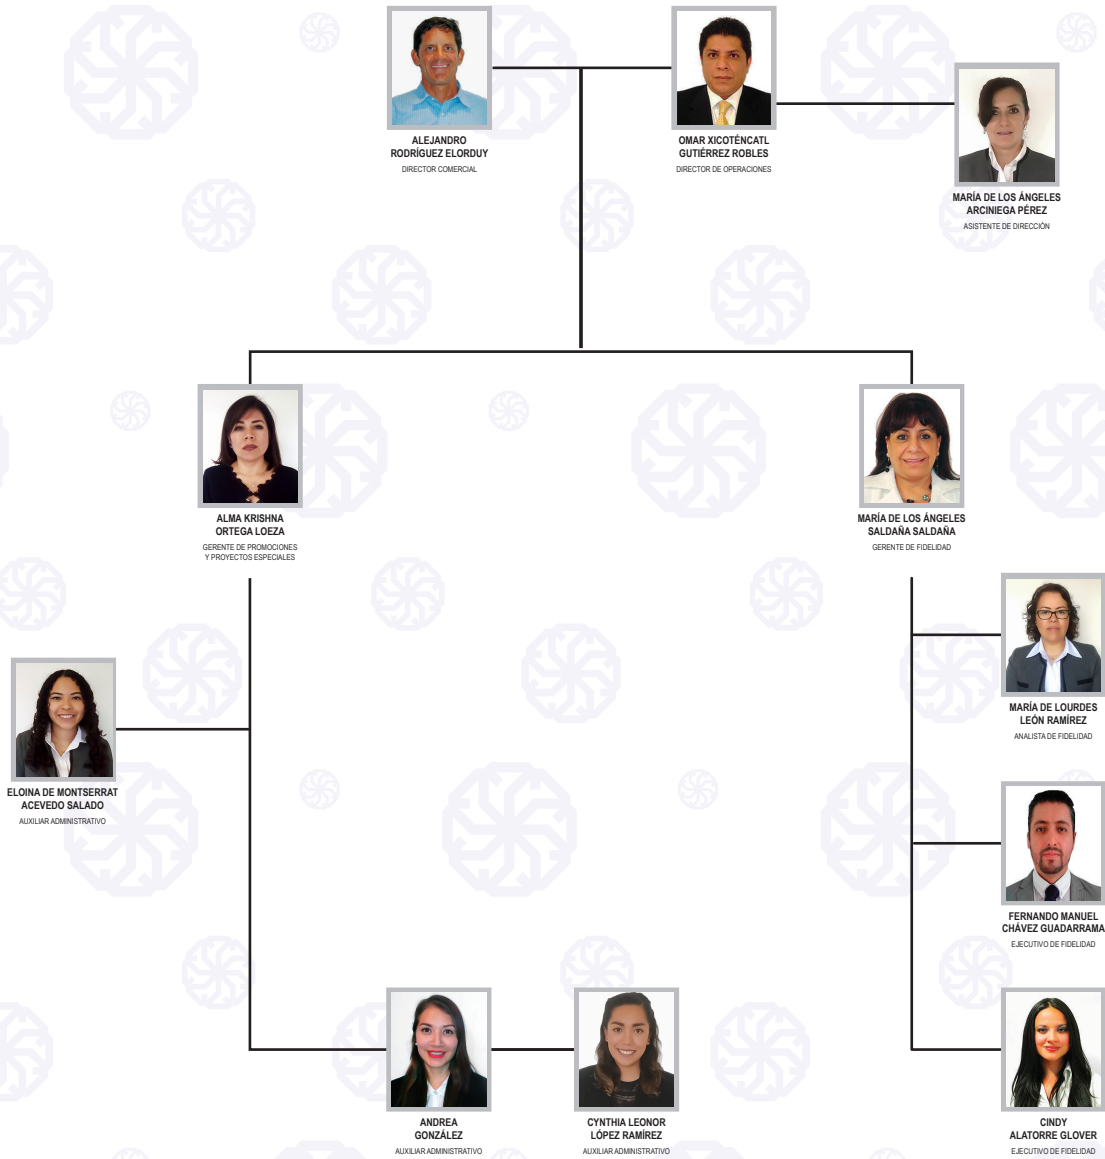 ALEJANDRO
RODRÍGUEZ ELORDUY
DIRECTOR COMERCIAL
OMAR XICOTÉNCATL
GUTIÉRREZ ROBLES
DIRECTOR DE OPERACIONES
MARÍA DE LOS ÁNGELES
ARCINIEGA PÉREZ
ASISTENTE DE DIRECCIÓN
ALMA KRISHNA
ORTEGA LOEZA
GERENTE DE PROMOCIONES
Y PROYECTOS ESPECIALES
MARÍA DE LOS ÁNGELES
SALDAÑA SALDAÑA
GERENTE DE FIDELIDAD
MARÍA DE LOURDES
LEÓN RAMÍREZ
ANALISTA DE FIDELIDAD
ELOINA DE MONTSERRAT
ACEVEDO SALADO
AUXILIAR ADMINISTRATIVO
FERNANDO MANUEL
CHÁVEZ GUADARRAMA
EJECUTIVO DE FIDELIDAD
ANDREA
GONZÁLEZ
AUXILIAR ADMINISTRATIVO
CYNTHIA LEONOR
LÓPEZ RAMÍREZ
AUXILIAR ADMINISTRATIVO
CINDY
ALATORRE GLOVER
EJECUTIVO DE FIDELIDAD